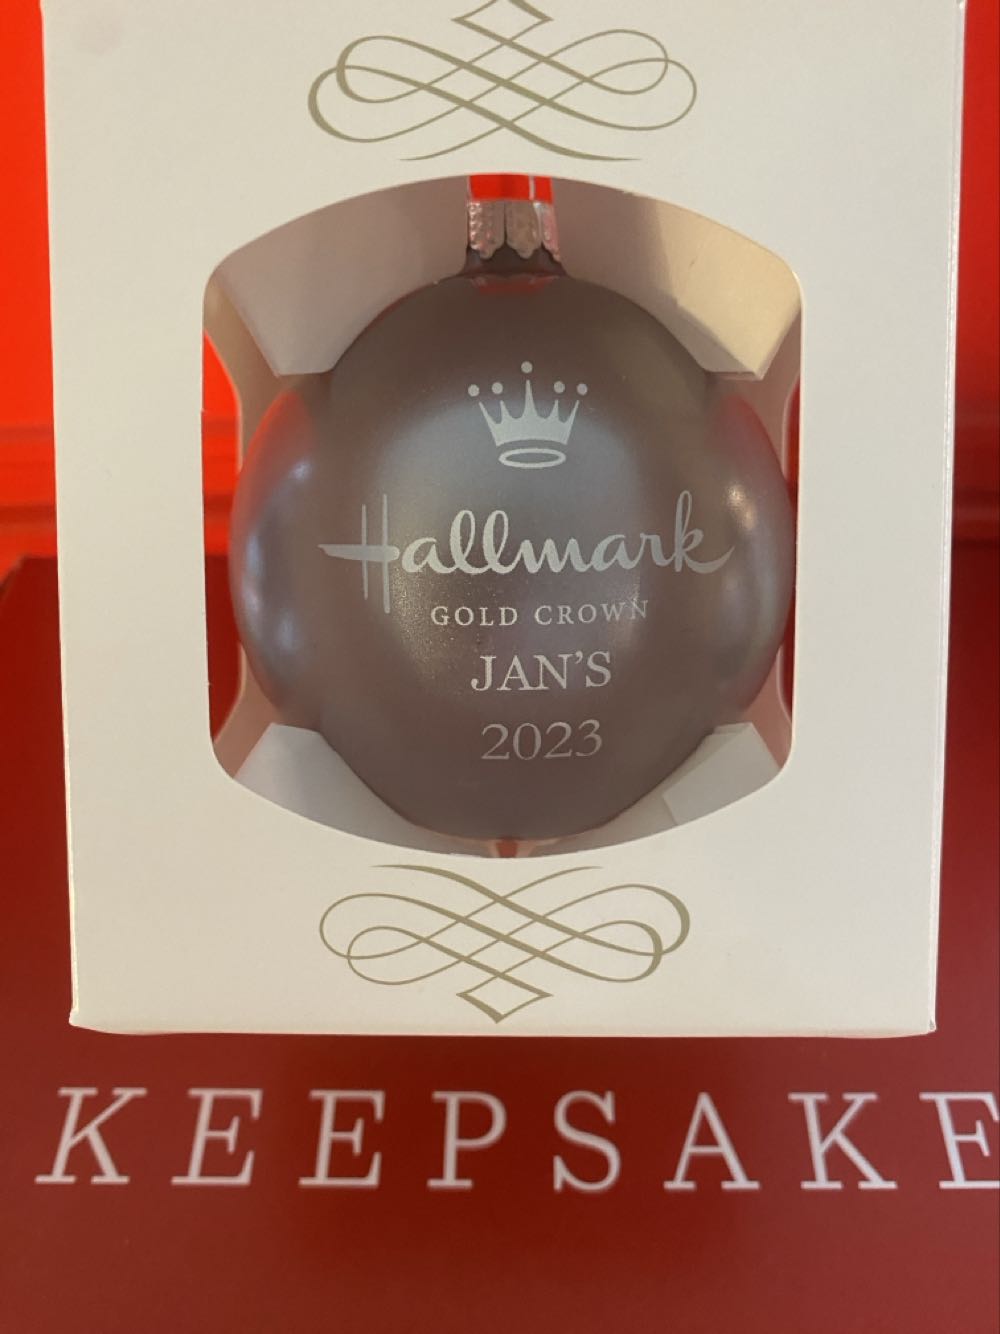 Hallmark
GOLD CROWN
JAN'S
2023
KEEPSAKE